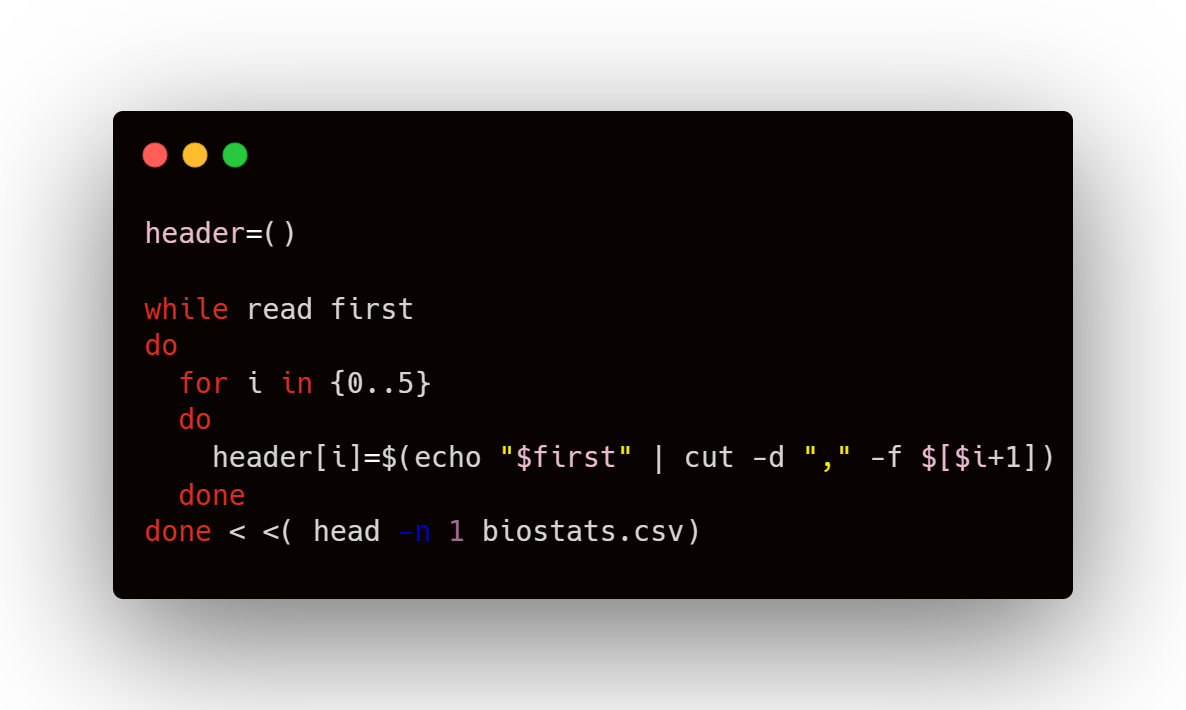 header=()
while read first
do
  for i in {0..5}
  do
    header[i]=$(echo "$first" | cut -d "," -f $[$i+1])
  done
done < <( head -n 1 biostats.csv)